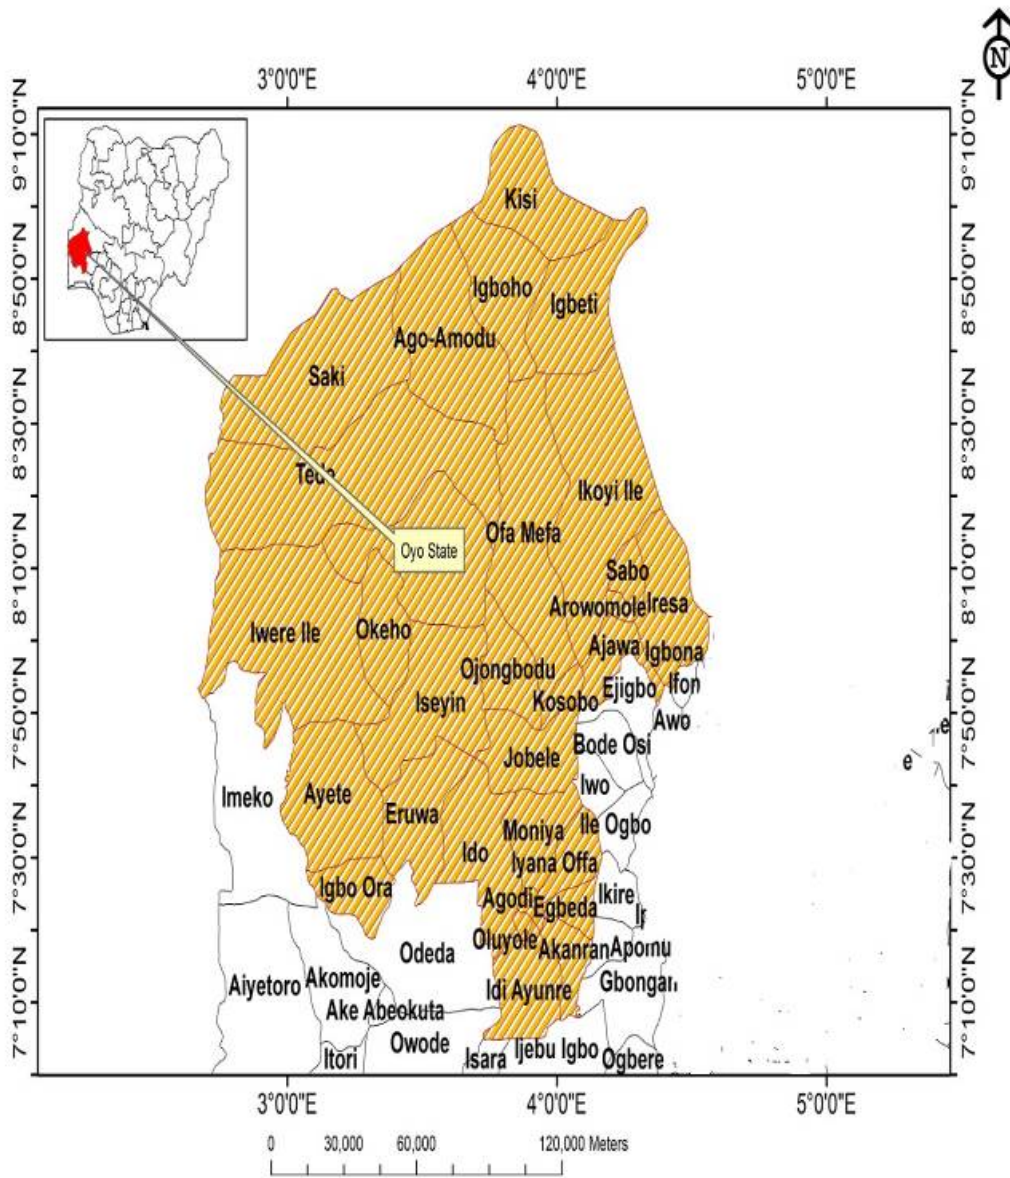 N
3°0'0"E
4°0'0"E
5°0'0"E
9°10'0"N
8°50'0"N
8°30'0"N
8°10'0"N
7°50'0"N
7°30'0"N
7°10'0"N
9°10'0"N
8°50'0"N
8°30'0"N
8°10'0"N
7°50'0"N
7°30'0"N
7°10'0"N
Kisi
Igboho
Igbeti
Ago-Amodu
Saki
Tede
Ikoyi Ile
Ofa Mefa
Oyo State
Sabo
Arowomole
Iresa
Iwere Ile
Okeho
Ajawa
Igbona
Ojongbodu
Ejigbo
Ifon
Iseyin
Kosobo
Awo
Bode Osi
Jobele
Iwo
Imeko
Ayete
Eruwa
Moniya
Ile Ogbo
Ido
Iyana Offa
Igbo Ora
Agodi
Egbeda
Ikire
Oluyole
Akanran
Apomu
Odeda
Aiyetoro
Akomoje
Idi Ayunre
Gbongan
Ake Abeokuta
Owode
Itori
Isara
Ijebu Igbo
Ogbere
e
e
3°0'0"E
4°0'0"E
5°0'0"E
0
30,000
60,000
120,000 Meters